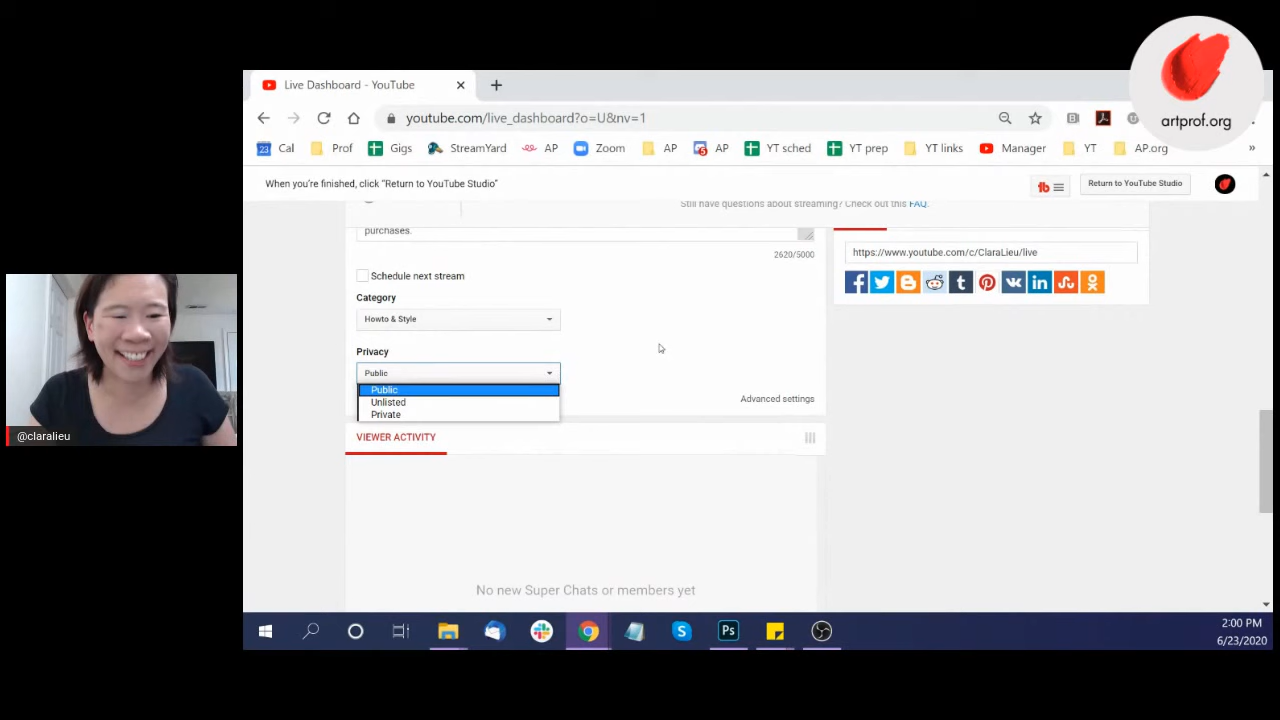 artprof.org
Live Dashboard - YouTube
youtube.com/live_dashboard?o=U&nv=1
23 Cal Prof Gigs StreamYard AP Zoom AP 5 AP YT sched YT prep YT links Manager YT AP.org »
When you're finished, click "Return to YouTube Studio"
tb
Return to YouTube Studio
Still have questions about streaming? Check out this FAQ.
purchases.
2620/5000
https://www.youtube.com/c/ClaraLieu/live
Schedule next stream
Category
Howto & Style
Privacy
Public
Public
Unlisted
Private
Advanced settings
VIEWER ACTIVITY
No new Super Chats or members yet
@claralieu
Ps
2:00 PM
6/23/2020